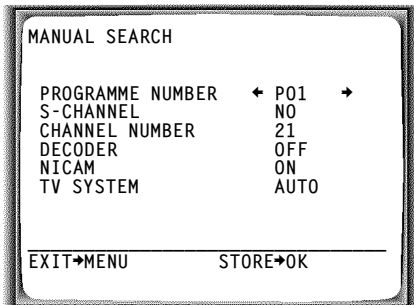 MANUAL SEARCH
PROGRAMME NUMBER ← PO1 →
S-CHANNEL NO
CHANNEL NUMBER 21
DECODER OFF
NICAM ON
TV SYSTEM AUTO
EXIT→MENU STORE→OK